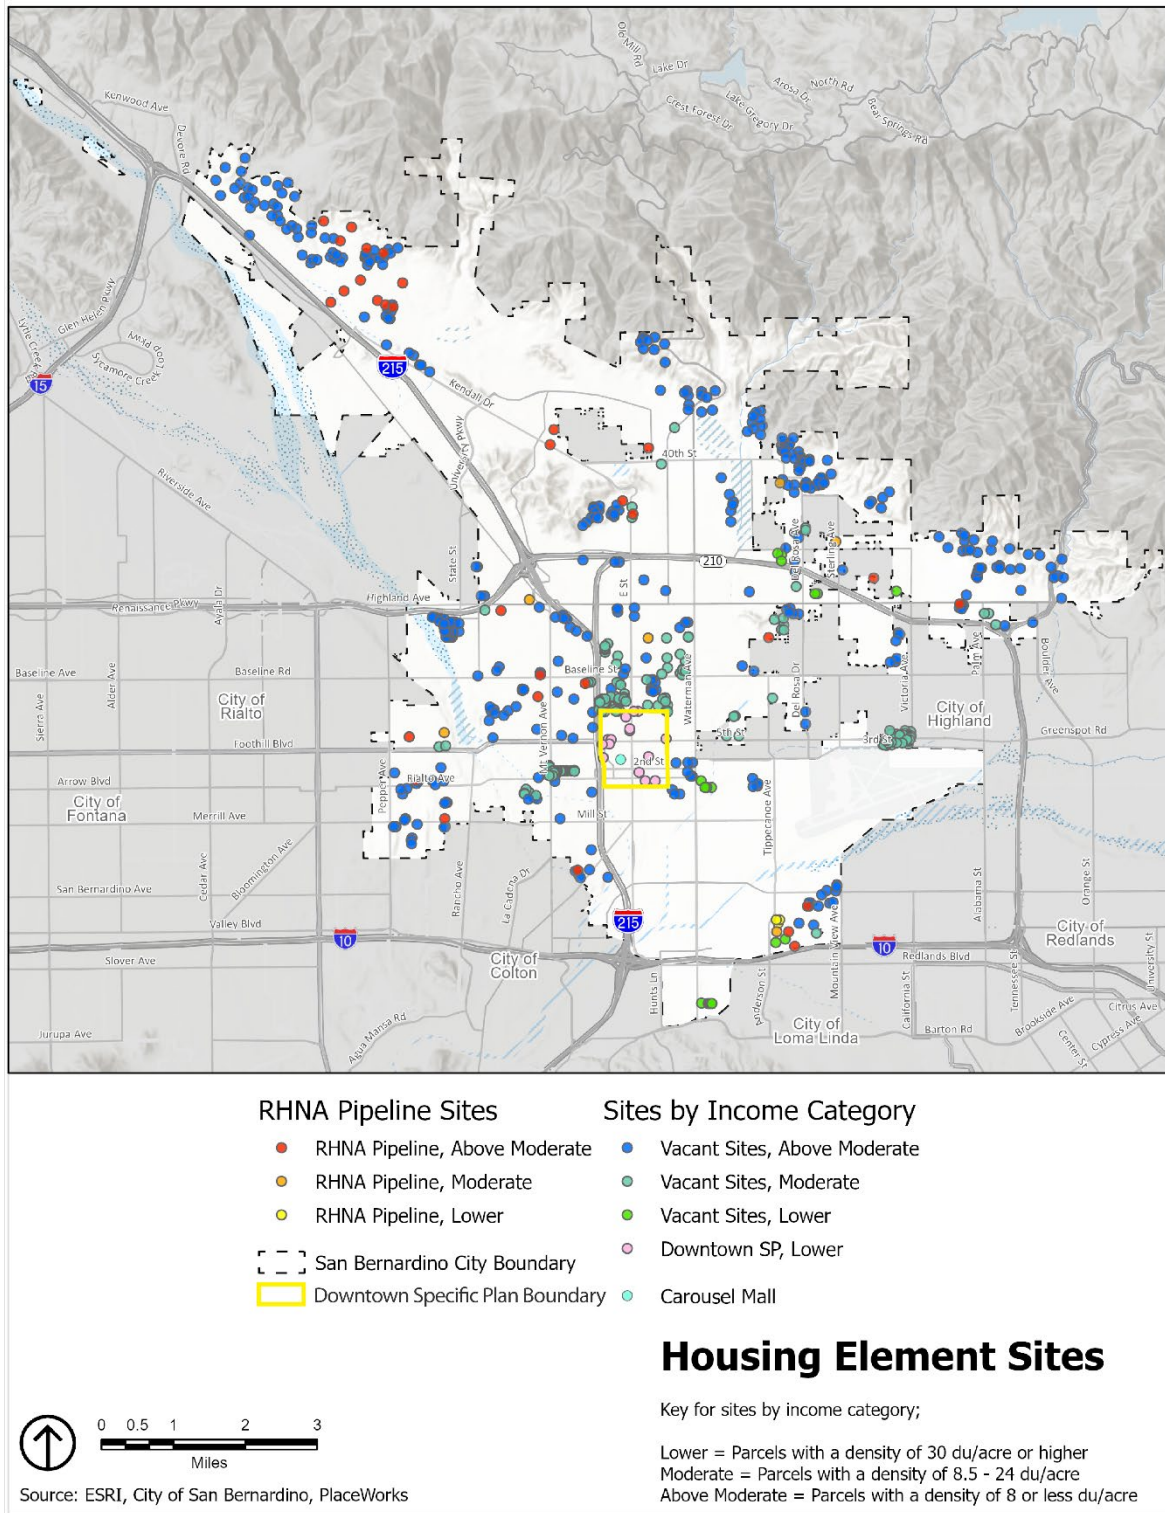 Old Mill Rd
Lake Dr
Lake Gregory Dr
Crest Forest Dr
Arosa Dr
North Rd
Bear Springs Rd
Kenwood Ave
Devore Rd
Glen Helen Pkwy
Lytle Creek Rd
Sycamore Creek Loop Pkwy
15
215
Kendall Dr
University Pkwy
40th St
Riverside Ave
State St
Del Rosa Ave
Sterling Ave
210
E St
Highland Ave
Renaissance Pkwy
Ayala Dr
Baseline Ave
Baseline Rd
Baseline St
Waterman Ave
Palm Ave
Boulder Ave
Sierra Ave
Alder Ave
City of
Rialto
Del Rosa Dr
Victoria Ave
City of
Highland
Mt Vernon Ave
5th St
3rd St
Greenspot Rd
Foothill Blvd
2nd St
Arrow Blvd
Pepper Ave
Rialto Ave
City of
Fontana
Merrill Ave
Mill St
Tippecanoe Ave
Cedar Ave
Bloomington Ave
San Bernardino Ave
Rancho Ave
La Cadena Dr
Alabama St
Orange St
Valley Blvd
215
Mountain View Ave
City of
Redlands
10
10
Slover Ave
City of
Colton
Redlands Blvd
Hunts Ln
Anderson St
California St
Tennessee St
University St
Jurupa Ave
Agua Mansa Rd
City of
Loma Linda
Barton Rd
Brookside Ave
Citrus Ave
Center St
Cypress Ave
RHNA Pipeline Sites
RHNA Pipeline, Above Moderate
RHNA Pipeline, Moderate
RHNA Pipeline, Lower
San Bernardino City Boundary
Downtown Specific Plan Boundary
Sites by Income Category
Vacant Sites, Above Moderate
Vacant Sites, Moderate
Vacant Sites, Lower
Downtown SP, Lower
Carousel Mall
Housing Element Sites
Key for sites by income category;
Lower = Parcels with a density of 30 du/acre or higher
Moderate = Parcels with a density of 8.5 - 24 du/acre
Above Moderate = Parcels with a density of 8 or less du/acre
0 0.5 1 2 3
Miles
Source: ESRI, City of San Bernardino, PlaceWorks